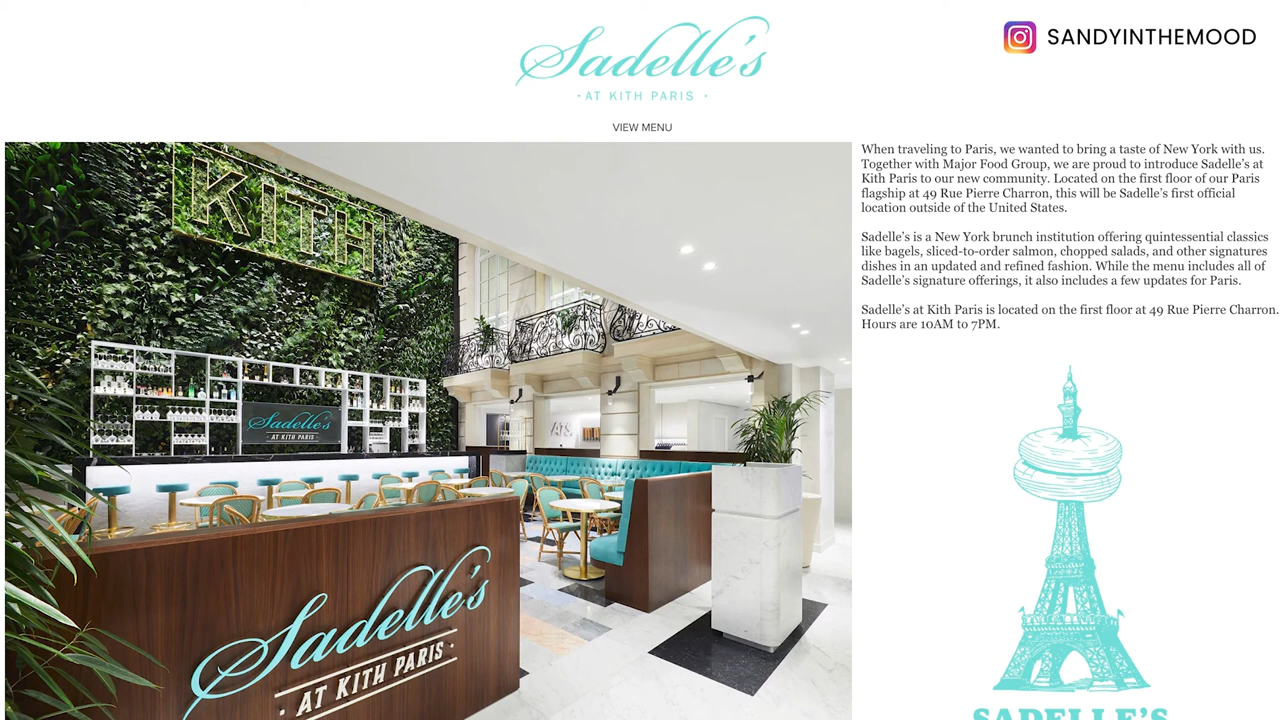 Sadelle's
· AT KITH PARIS ·
SANDYINTHEMOOD
VIEW MENU
When traveling to Paris, we wanted to bring a taste of New York with us.
Together with Major Food Group, we are proud to introduce Sadelle's at
Kith Paris to our new community. Located on the first floor of our Paris
flagship at 49 Rue Pierre Charron, this will be Sadelle's first official
location outside of the United States.
Sadelle's is a New York brunch institution offering quintessential classics
like bagels, sliced-to-order salmon, chopped salads, and other signatures
dishes in an updated and refined fashion. While the menu includes all of
Sadelle's signature offerings, it also includes a few updates for Paris.
Sadelle's at Kith Paris is located on the first floor at 49 Rue Pierre Charron.
Hours are 10AM to 7PM.
KITH
Sadelle's
· AT KITH PARIS ·
Sadelle's
· AT KITH PARIS ·
SADELLE'S